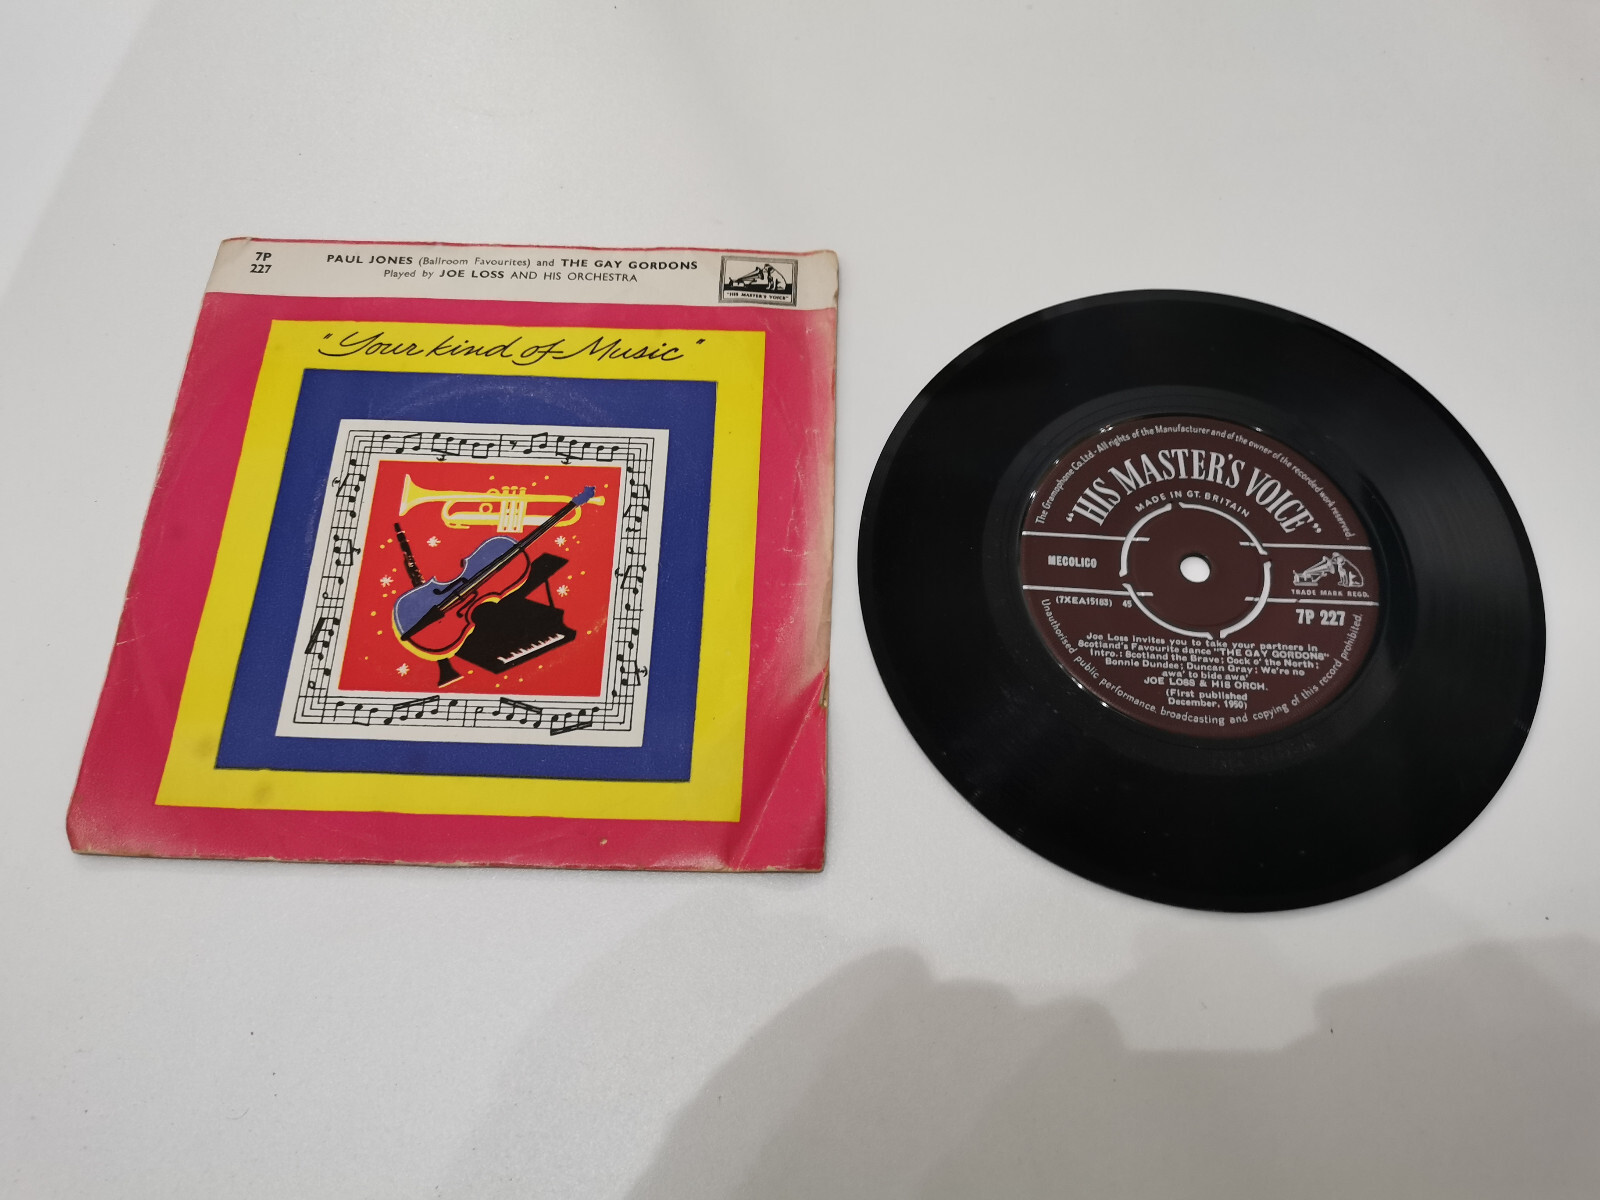 7P
227
PAUL JONES (Ballroom Favourites) and THE GAY GORDONS
Played by JOE LOSS AND HIS ORCHESTRA
"HIS MASTER'S VOICE"
"Your kind of Music"
The Gramophone Co. Ltd. - All rights of the Manufacturer and of the owner of the recorded work reserved.
"HIS MASTER'S VOICE"
MADE IN GT. BRITAIN
MECOLICO
TRADE MARK REGD.
(7XEA15183) 45
7P 227
Joe Loss invites you to take your partners in
Scotland's Favourite dance "THE GAY GORDONS"
Intro.: Scotland the Brave; Cock o' the North;
Bonnie Dundee; Duncan Gray; We're no
awa' to bide awa'
JOE LOSS & HIS ORCH.
(First published
December, 1950)
Unauthorised public performance, broadcasting and copying of this record prohibited.